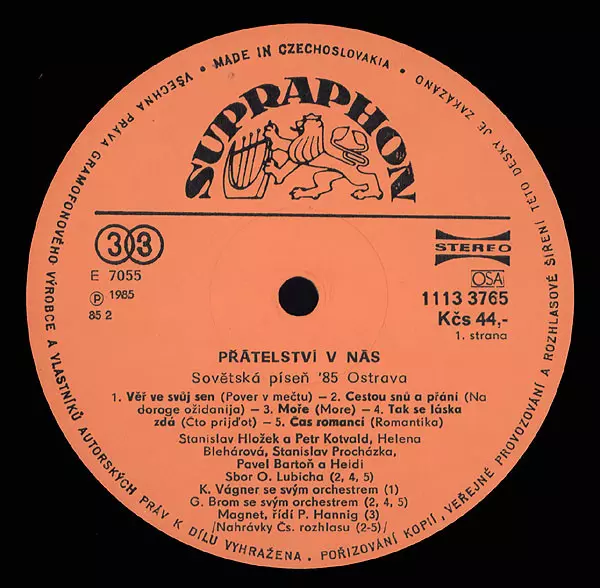 VŠECHNA PRÁVA GRAMOFONOVÉHO VÝROBCE A VLASTNÍKŮ AUTORSKÝCH PRÁV K DÍLU VYHRAŽENA • POŘIZOVÁNÍ KOPIÍ, VEŘEJNÉ PROVOZOVÁNÍ A ROZHLASOVÉ ŠÍŘENÍ TÉTO DESKY JE ZAKÁZÁNO •
MADE IN CZECHOSLOVAKIA •
SUPRAPHON
33
E 7055
Ⓟ 1985
85 2
STEREO
OSA
1113 3765
Kčs 44,-
1. strana
PŘÁTELSTVÍ V NÁS
Sovětská píseň '85 Ostrava
1. Věř ve svůj sen (Pover v mečtu) – 2. Cestou snů a přání (Na
doroge ožidanija) – 3. Moře (More) – 4. Tak se láska
zdá (Čto prijďot) – 5. Čas romancí (Romantika)
Stanislav Hložek a Petr Kotvald, Helena
Blehárová, Stanislav Procházka,
Pavel Bartoň a Heidi
Sbor O. Lubicha (2, 4, 5)
K. Vágner se svým orchestrem (1)
G. Brom se svým orchestrem (2, 4, 5)
Magnet, řídí P. Hannig (3)
/Nahrávky Čs. rozhlasu (2-5)/